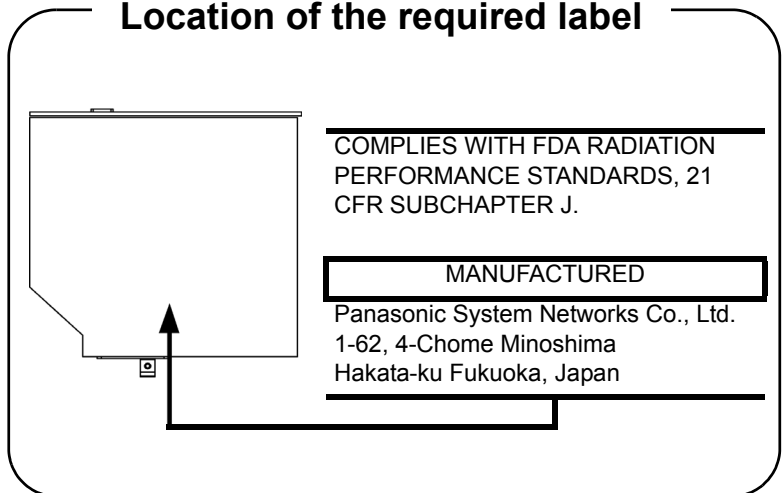 Location of the required label
COMPLIES WITH FDA RADIATION
PERFORMANCE STANDARDS, 21
CFR SUBCHAPTER J.
MANUFACTURED
Panasonic System Networks Co., Ltd.
1-62, 4-Chome Minoshima
Hakata-ku Fukuoka, Japan